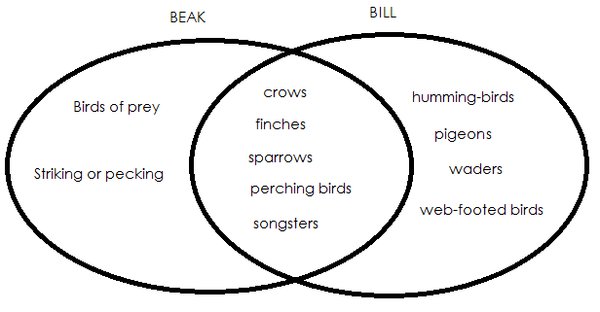 BEAK
BILL
Birds of prey
Striking or pecking
crows
finches
sparrows
perching birds
songsters
humming-birds
pigeons
waders
web-footed birds